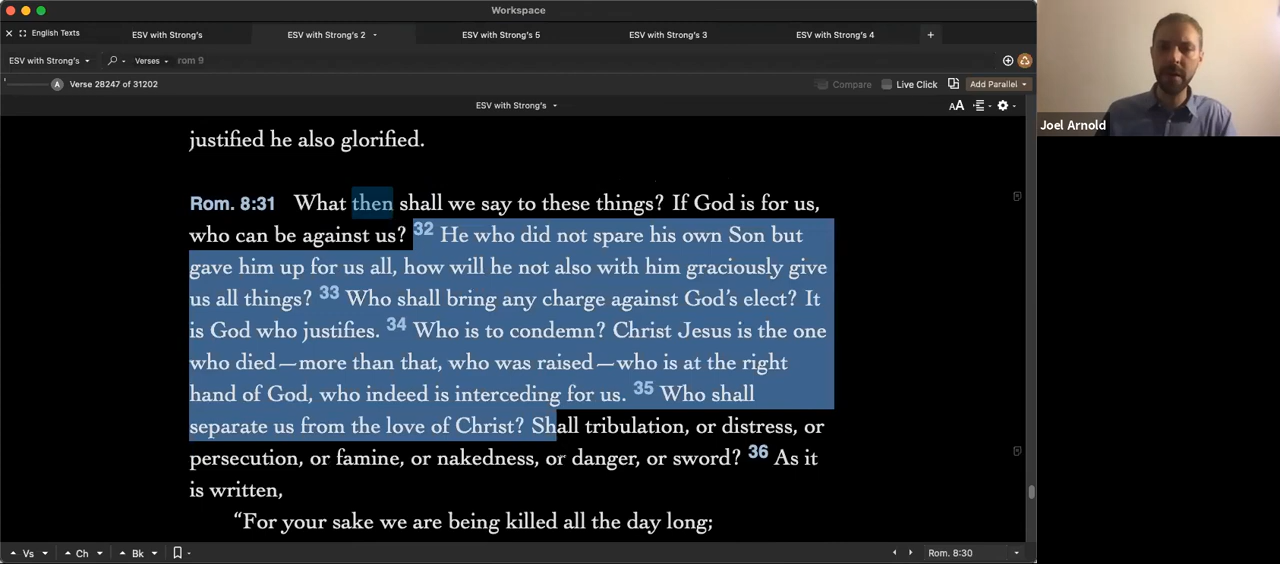 Workspace
English Texts
ESV with Strong's
ESV with Strong's 2
ESV with Strong's 5
ESV with Strong's 3
ESV with Strong's 4
+
ESV with Strong's
Verses
rom 9
A
Verse 28247 of 31202
Compare
Live Click
Add Parallel
ESV with Strong's
AA
justified he also glorified.
Rom. 8:31 What then shall we say to these things? If God is for us,
who can be against us? 32 He who did not spare his own Son but
gave him up for us all, how will he not also with him graciously give
us all things? 33 Who shall bring any charge against God's elect? It
is God who justifies. 34 Who is to condemn? Christ Jesus is the one
who died—more than that, who was raised—who is at the right
hand of God, who indeed is interceding for us. 35 Who shall
separate us from the love of Christ? Shall tribulation, or distress, or
persecution, or famine, or nakedness, or danger, or sword? 36 As it
is written,
“For your sake we are being killed all the day long;
Vs
Ch
Bk
Rom. 8:30
Joel Arnold